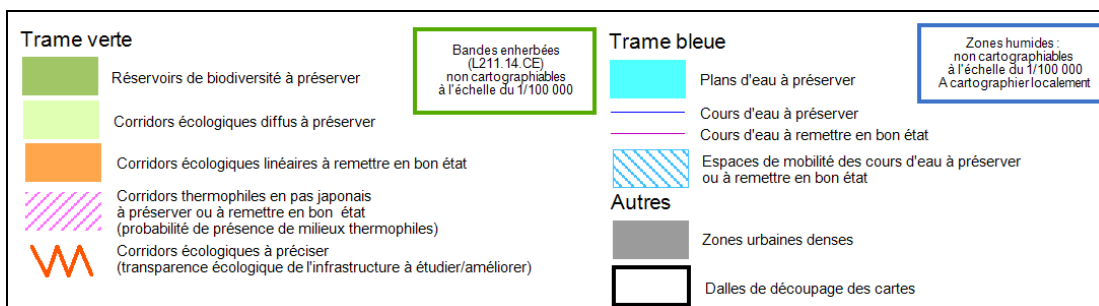 Trame verte
Bandes enherbées
(L211.14.CE)
non cartographiables
à l'échelle du 1/100 000
Réservoirs de biodiversité à préserver
Corridors écologiques diffus à préserver
Corridors écologiques linéaires à remettre en bon état
Corridors thermophiles en pas japonais
à préserver ou à remettre en bon état
(probabilité de présence de milieux thermophiles)
Corridors écologiques à préciser
(transparence écologique de l'infrastructure à étudier/améliorer)
Trame bleue
Zones humides :
non cartographiables
à l'échelle du 1/100 000
A cartographier localement
Plans d'eau à préserver
Cours d'eau à préserver
Cours d'eau à remettre en bon état
Espaces de mobilité des cours d'eau à préserver
ou à remettre en bon état
Autres
Zones urbaines denses
Dalles de découpage des cartes